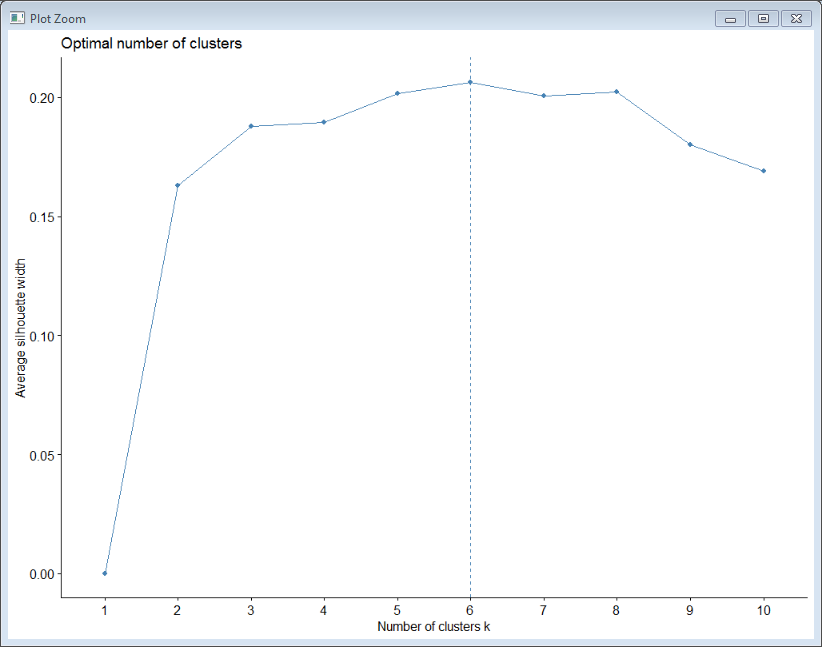 Plot Zoom
Optimal number of clusters
0.20
0.15
0.10
0.05
0.00
Average silhouette width
1 2 3 4 5 6 7 8 9 10
Number of clusters k